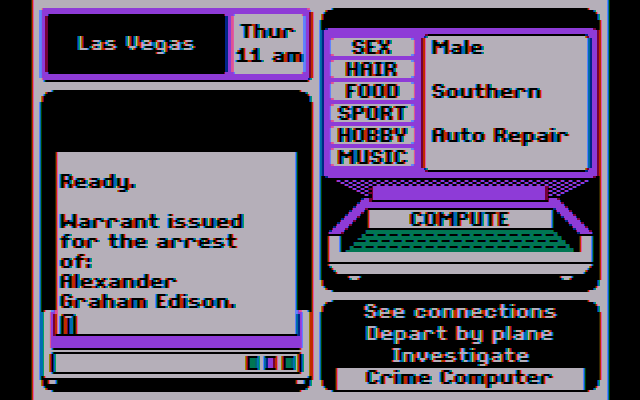 Las Vegas
Thur
11 am
Ready.
Warrant issued
for the arrest
of:
Alexander
Graham Edison.
SEX Male
HAIR
FOOD Southern
SPORT
HOBBY Auto Repair
MUSIC
COMPUTE
See connections
Depart by plane
Investigate
Crime Computer